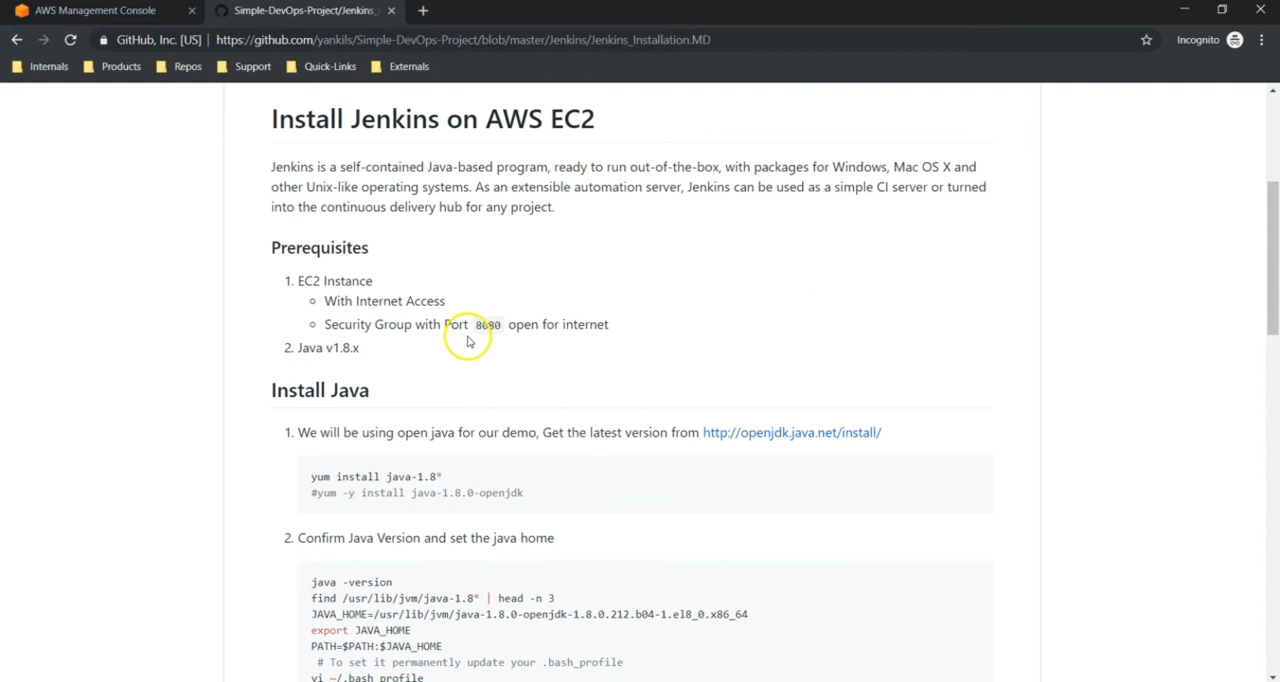 AWS Management Console
Simple-DevOps-Project/Jenkins_
GitHub, Inc. [US] | https://github.com/yankils/Simple-DevOps-Project/blob/master/Jenkins/Jenkins_Installation.MD
Incognito
Internals Products Repos Support Quick-Links Externals
Install Jenkins on AWS EC2
Jenkins is a self-contained Java-based program, ready to run out-of-the-box, with packages for Windows, Mac OS X and
other Unix-like operating systems. As an extensible automation server, Jenkins can be used as a simple CI server or turned
into the continuous delivery hub for any project.
Prerequisites
1. EC2 Instance
With Internet Access
Security Group with Port 8080 open for internet
2. Java v1.8.x
Install Java
1. We will be using open java for our demo, Get the latest version from http://openjdk.java.net/install/
yum install java-1.8*
#yum -y install java-1.8.0-openjdk
2. Confirm Java Version and set the java home
java -version
find /usr/lib/jvm/java-1.8* | head -n 3
JAVA_HOME=/usr/lib/jvm/java-1.8.0-openjdk-1.8.0.212.b04-1.el8_0.x86_64
export JAVA_HOME
PATH=$PATH:$JAVA_HOME
# To set it permanently update your .bash_profile
vi ~/.bash_profile